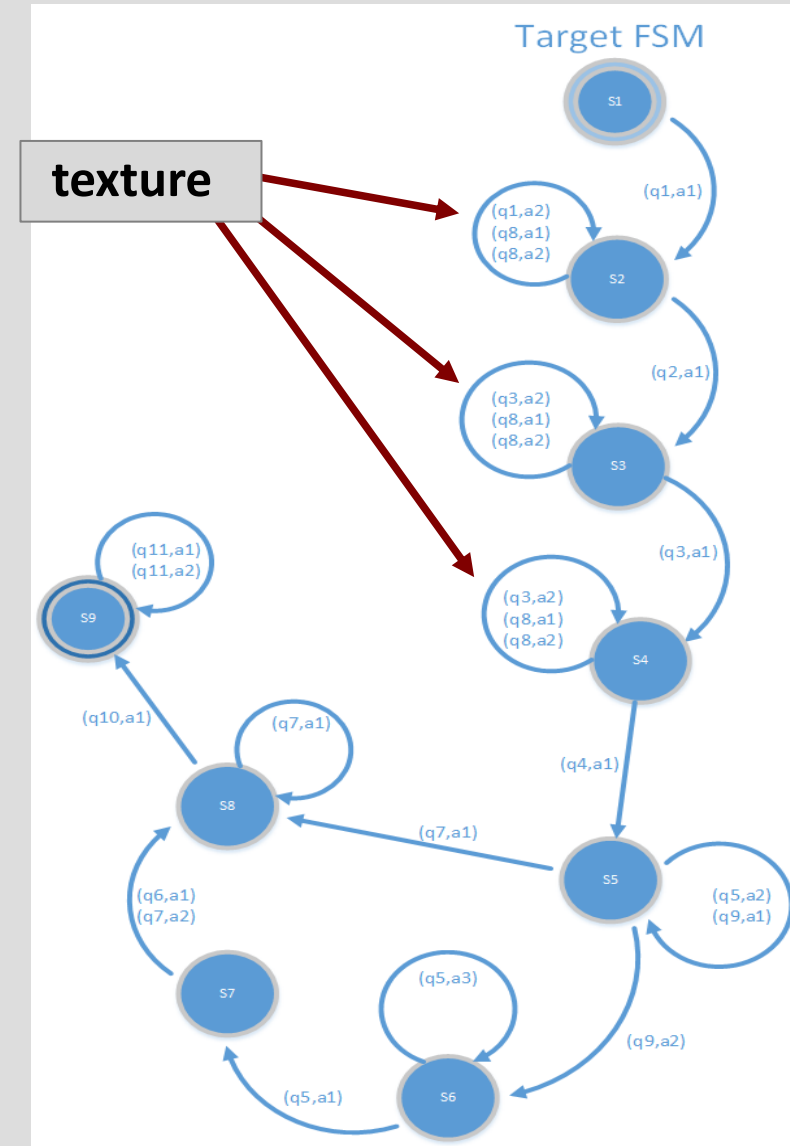 Target FSM
S1
texture
(q1,a1)
(q1,a2)
(q8,a1)
(q8,a2)
S2
(q2,a1)
(q3,a2)
(q8,a1)
(q8,a2)
S3
(q3,a1)
(q11,a1)
(q11,a2)
(q3,a2)
(q8,a1)
(q8,a2)
S9
S4
(q10,a1)
(q7,a1)
(q4,a1)
S8
(q7,a1)
S5
(q6,a1)
(q7,a2)
(q5,a2)
(q9,a1)
S7
(q5,a3)
(q9,a2)
(q5,a1)
S6